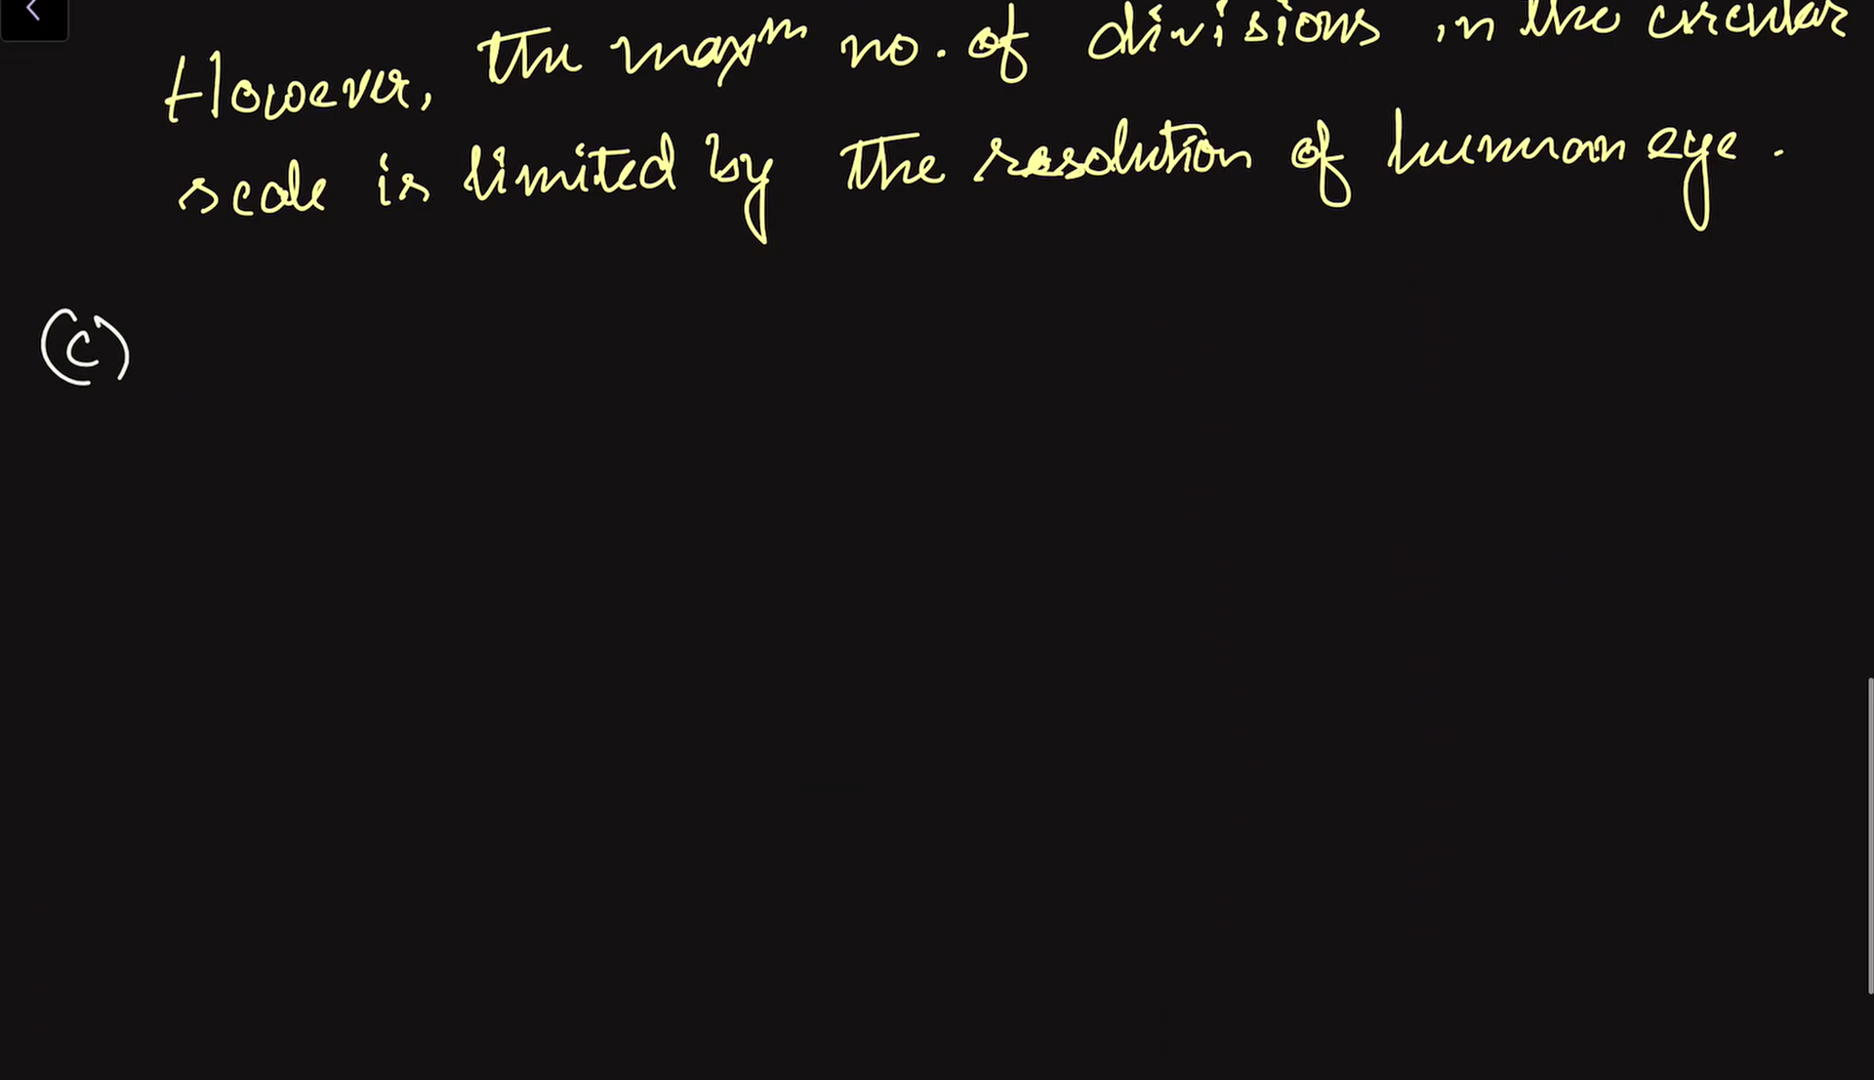 However, the maxᵐ no. of divisions in the circular
scale is limited by the resolution of human eye.
(c)